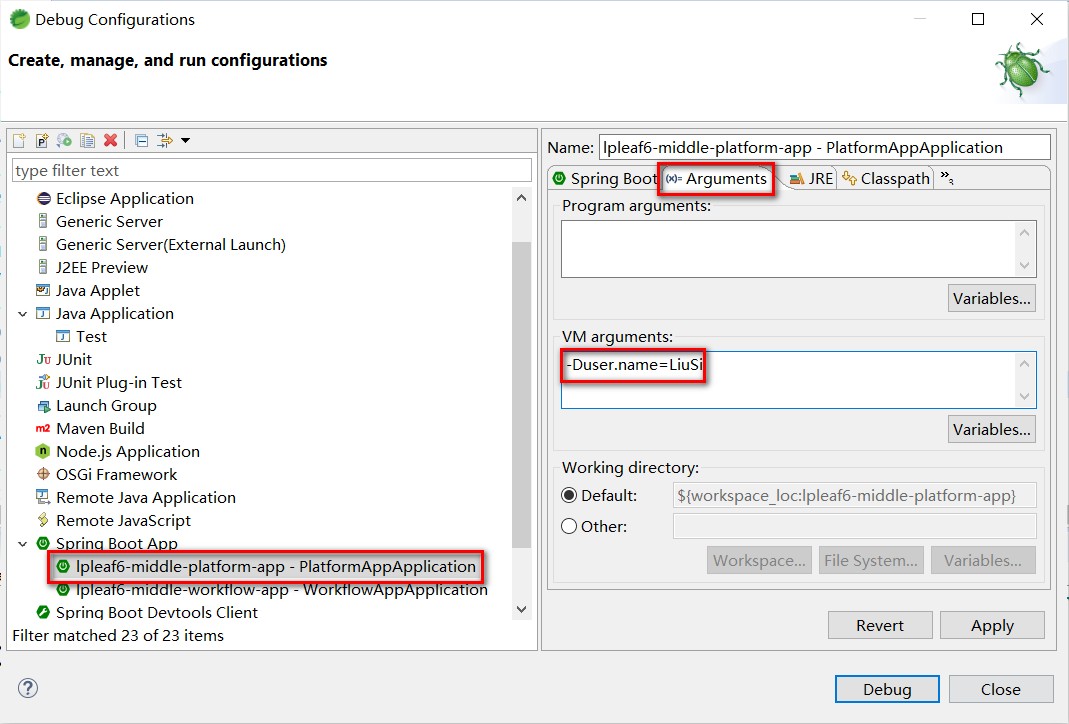 Debug Configurations
Create, manage, and run configurations
type filter text
Eclipse Application
Generic Server
Generic Server(External Launch)
J2EE Preview
Java Applet
Java Application
Test
JUnit
JUnit Plug-in Test
Launch Group
Maven Build
Node.js Application
OSGi Framework
Remote Java Application
Remote JavaScript
Spring Boot App
lpleaf6-middle-platform-app - PlatformAppApplication
lpleaf6-middle-workflow-app - WorkflowAppApplication
Spring Boot Devtools Client
Filter matched 23 of 23 items
Name: lpleaf6-middle-platform-app - PlatformAppApplication
Spring Boot (x)= Arguments JRE Classpath »3
Program arguments:
Variables...
VM arguments:
-Duser.name=LiuSi
Variables...
Working directory:
Default: ${workspace_loc:lpleaf6-middle-platform-app}
Other:
Workspace... File System... Variables...
Revert Apply
Debug Close